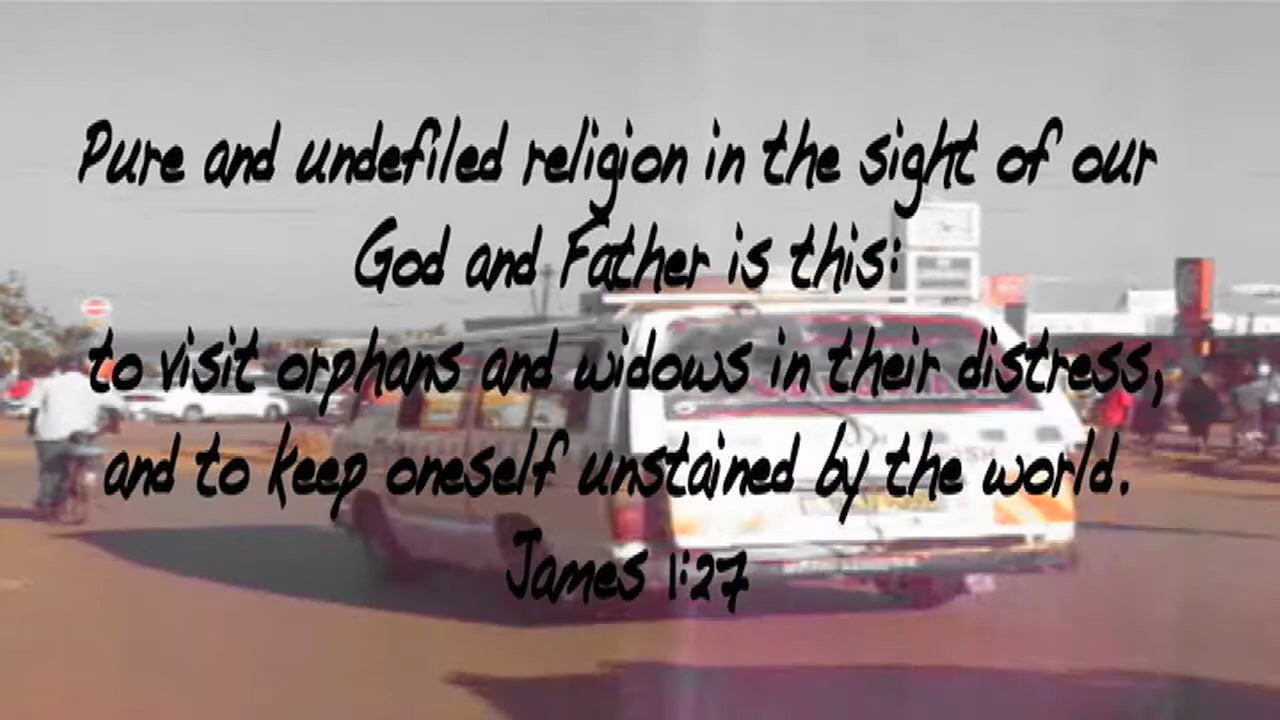 Pure and undefiled religion in the sight of our
God and Father is this:
to visit orphans and widows in their distress,
and to keep oneself unstained by the world.
James 1:27